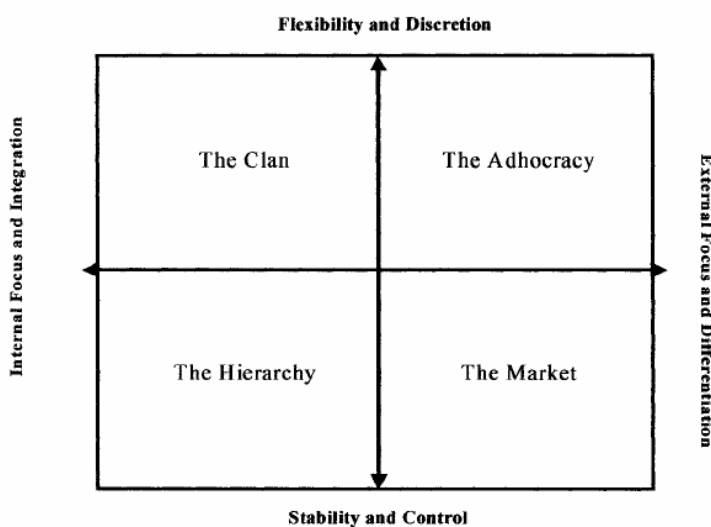 Flexibility and Discretion
Internal Focus and Integration
The Clan
The Adhocracy
External Focus and Differentiation
The Hierarchy
The Market
Stability and Control